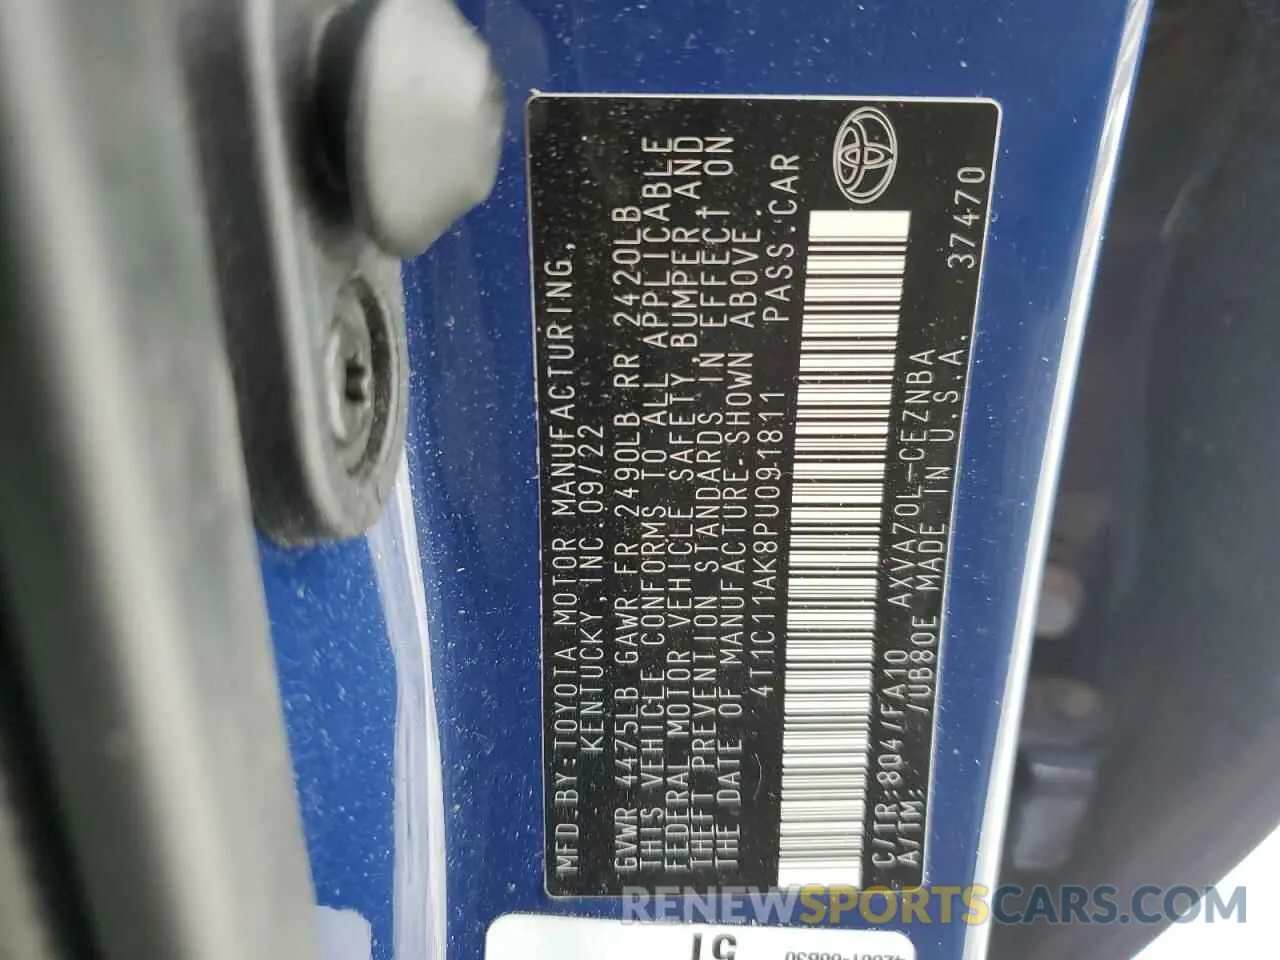 MFD BY:TOYOTA MOTOR MANUFACTURING,
KENTUCKY,INC.09/22
GVWR 4475LB GAWR FR 2490LB RR 2420LB
THIS VEHICLE CONFORMS TO ALL APPLICABLE
FEDERAL MOTOR VEHICLE SAFETY,BUMPER AND
THEFT PREVENTION STANDARDS IN EFFECT ON
THE DATE OF MANUFACTURE SHOWN ABOVE.
4T1C11AK8PU091811 PASS.CAR
C/TR:8Q4/FA10 AXVA70L-CEZNBA
A/TM: /UB80E MADE IN U.S.A. 37470
51
RENEWSPORTSCARS.COM